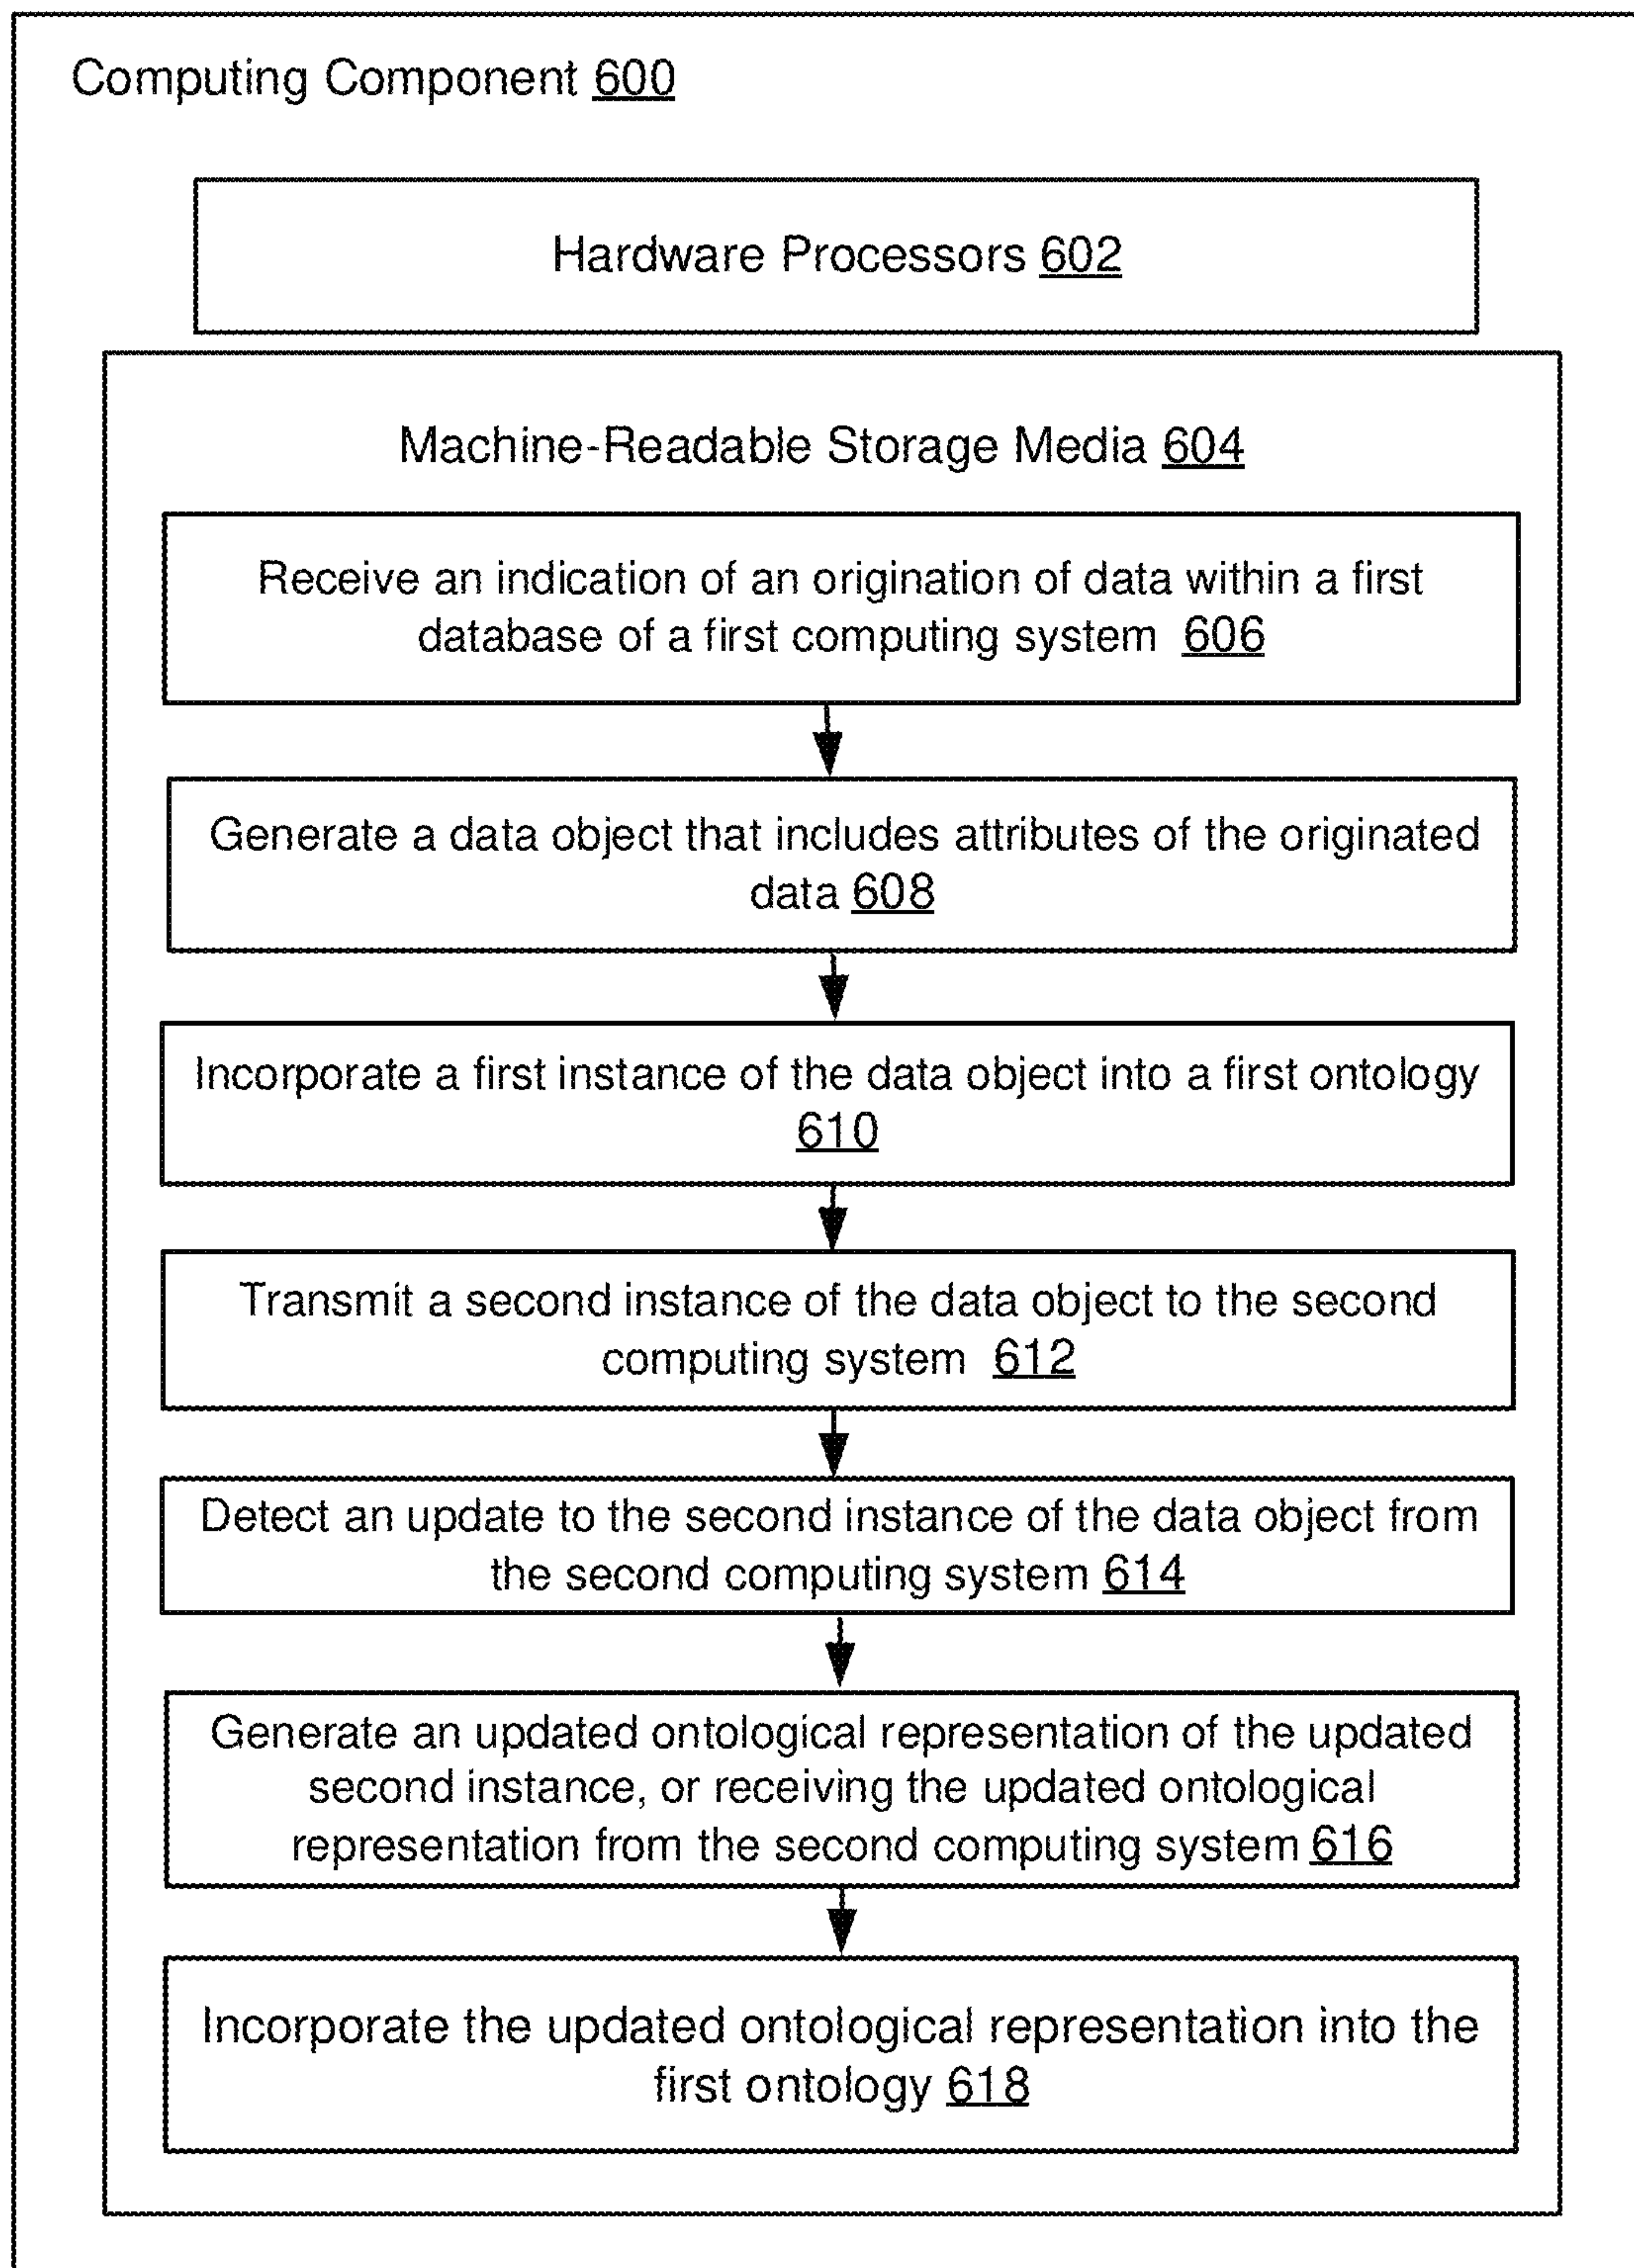 Computing Component 600
Hardware Processors 602
Machine-Readable Storage Media 604
Receive an indication of an origination of data within a first
database of a first computing system 606
Generate a data object that includes attributes of the originated
data 608
Incorporate a first instance of the data object into a first ontology
610
Transmit a second instance of the data object to the second
computing system 612
Detect an update to the second instance of the data object from
the second computing system 614
Generate an updated ontological representation of the updated
second instance, or receiving the updated ontological
representation from the second computing system 616
Incorporate the updated ontological representation into the
first ontology 618